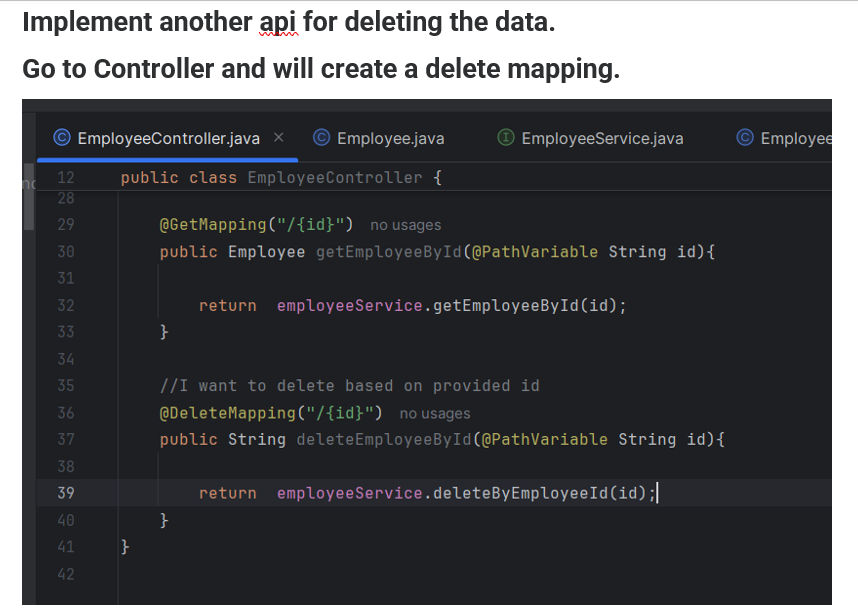 Implement another api for deleting the data.
Go to Controller and will create a delete mapping.
EmployeeController.java × Employee.java EmployeeService.java Employee
12 public class EmployeeController {
28
29 @GetMapping("/{id}") no usages
30 public Employee getEmployeeById(@PathVariable String id){
31
32 return employeeService.getEmployeeById(id);
33 }
34
35 //I want to delete based on provided id
36 @DeleteMapping("/{id}") no usages
37 public String deleteEmployeeById(@PathVariable String id){
38
39 return employeeService.deleteByEmployeeId(id);
40 }
41 }
42